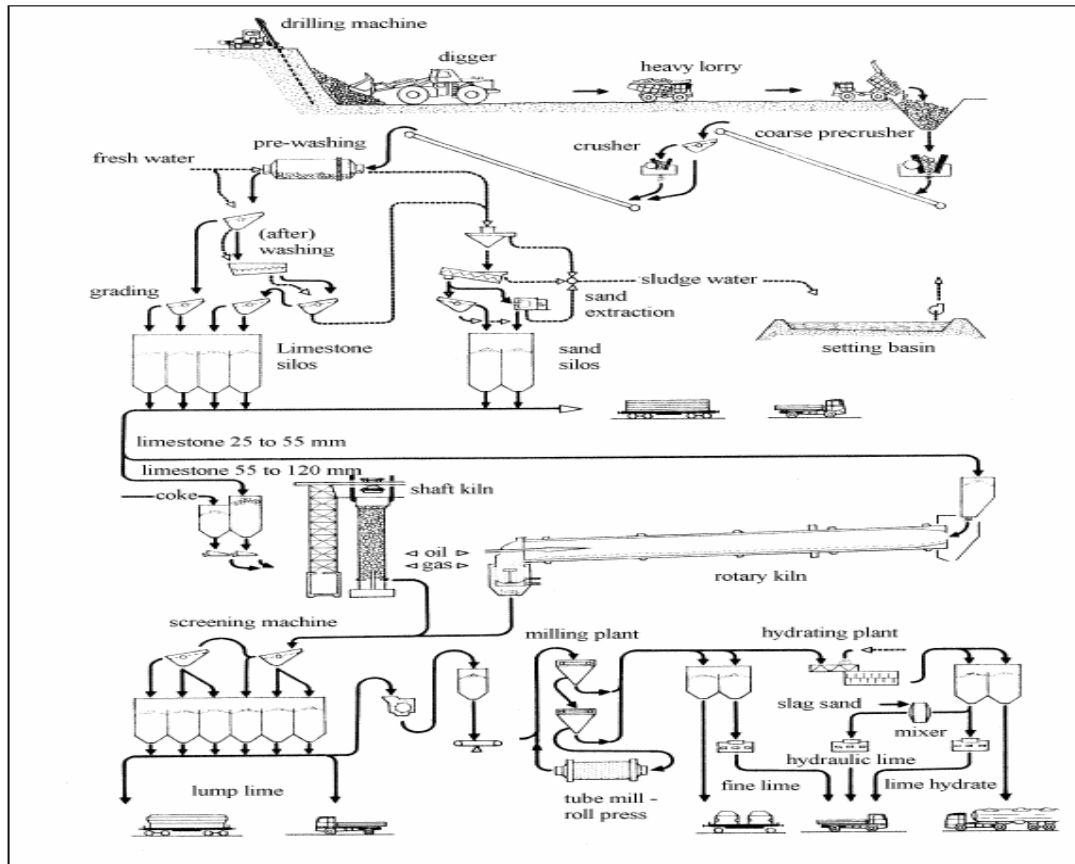 drilling machine
digger
heavy lorry
coarse precrusher
crusher
pre-washing
fresh water
(after)
washing
grading
sludge water
sand
extraction
setting basin
Limestone
silos
sand
silos
limestone 25 to 55 mm
limestone 55 to 120 mm
coke
shaft kiln
oil
gas
rotary kiln
screening machine
milling plant
hydrating plant
slag sand
mixer
hydraulic lime
lump lime
tube mill -
roll press
fine lime
lime hydrate